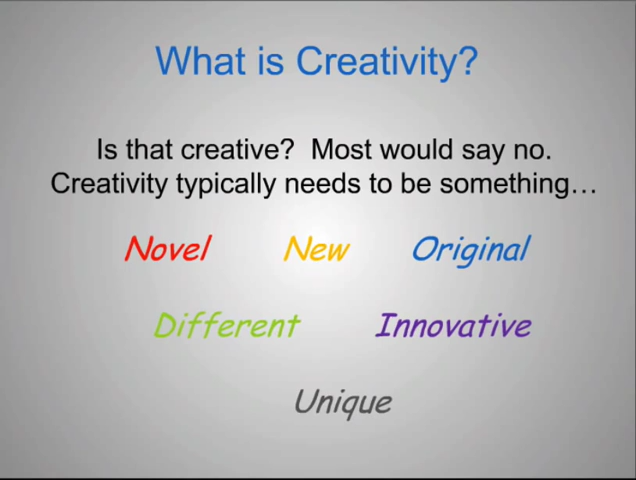 What is Creativity?
Is that creative?  Most would say no.
Creativity typically needs to be something…
Novel New Original
Different Innovative
Unique